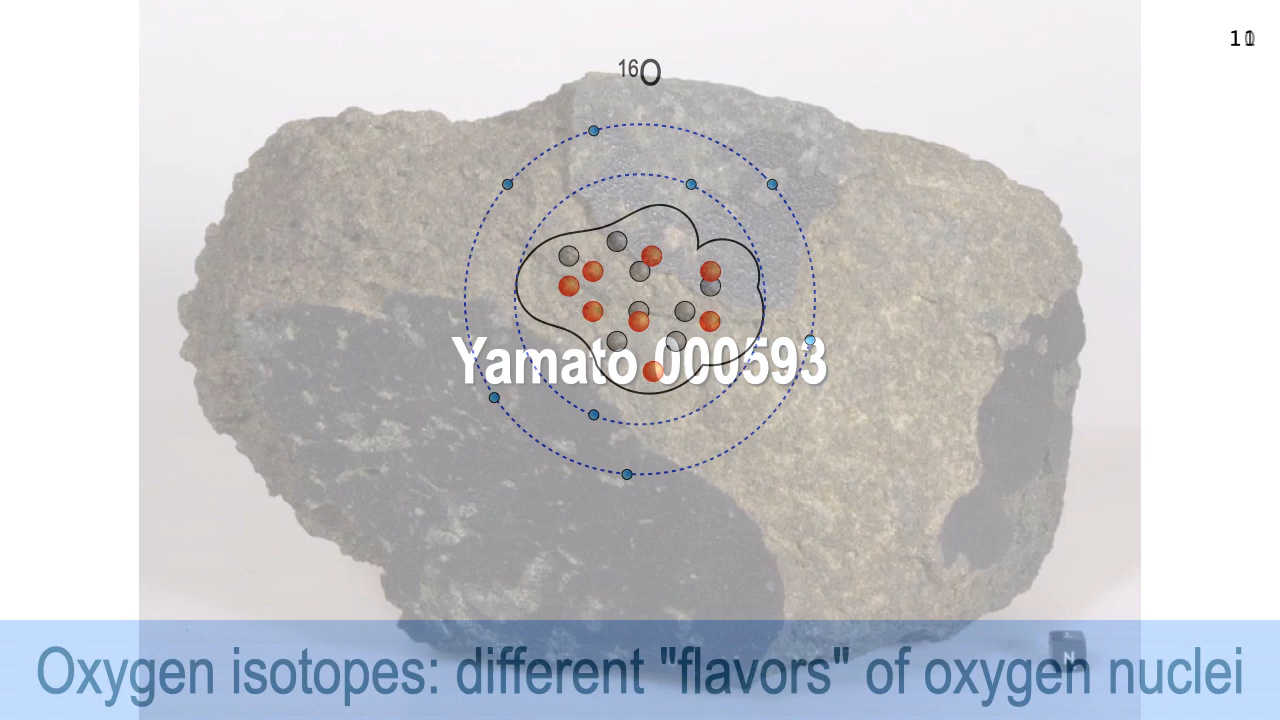 16O
Yamato 000593
Oxygen isotopes: different "flavors" of oxygen nuclei
N